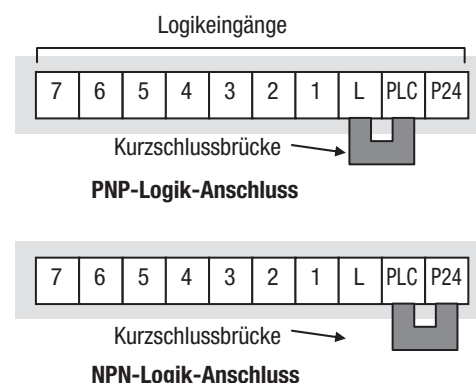 Logikeingänge
7 6 5 4 3 2 1 L PLC P24
Kurzschlussbrücke
PNP-Logik-Anschluss
7 6 5 4 3 2 1 L PLC P24
Kurzschlussbrücke
NPN-Logik-Anschluss